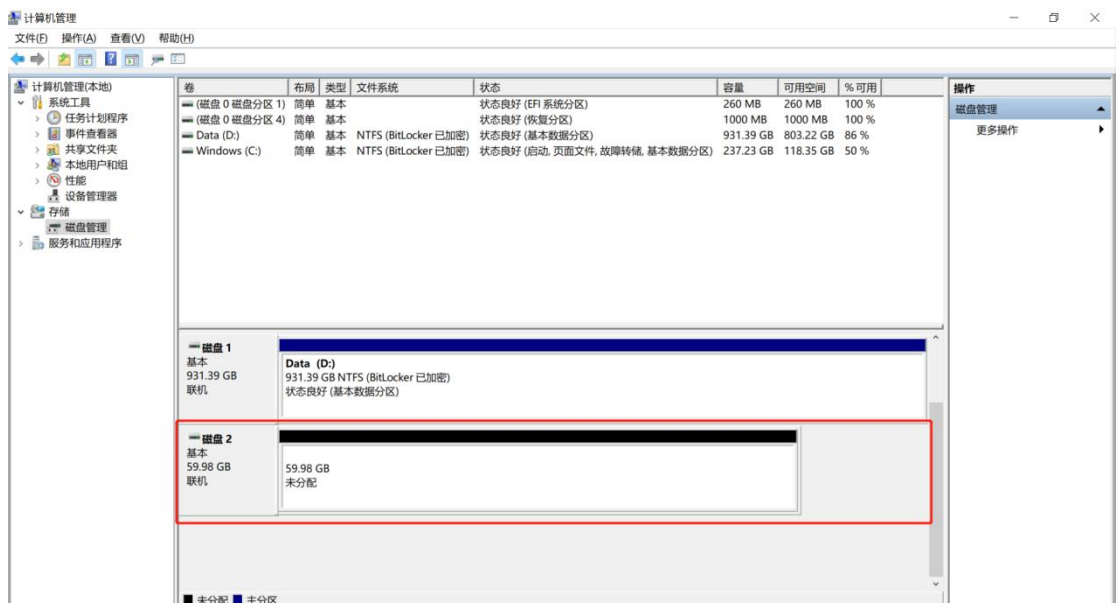 计算机管理
文件(F) 操作(A) 查看(V) 帮助(H)
计算机管理(本地)
系统工具
任务计划程序
事件查看器
共享文件夹
本地用户和组
性能
设备管理器
存储
磁盘管理
服务和应用程序
卷 布局 类型 文件系统 状态 容量 可用空间 % 可用
(磁盘 0 磁盘分区 1) 简单 基本 状态良好 (EFI 系统分区) 260 MB 260 MB 100 %
(磁盘 0 磁盘分区 4) 简单 基本 状态良好 (恢复分区) 1000 MB 1000 MB 100 %
Data (D:) 简单 基本 NTFS (BitLocker 已加密) 状态良好 (基本数据分区) 931.39 GB 803.22 GB 86 %
Windows (C:) 简单 基本 NTFS (BitLocker 已加密) 状态良好 (启动, 页面文件, 故障转储, 基本数据分区) 237.23 GB 118.35 GB 50 %
磁盘 1
基本
931.39 GB
联机
Data (D:)
931.39 GB NTFS (BitLocker 已加密)
状态良好 (基本数据分区)
磁盘 2
基本
59.98 GB
联机
59.98 GB
未分配
未分配 主分区
操作
磁盘管理
更多操作